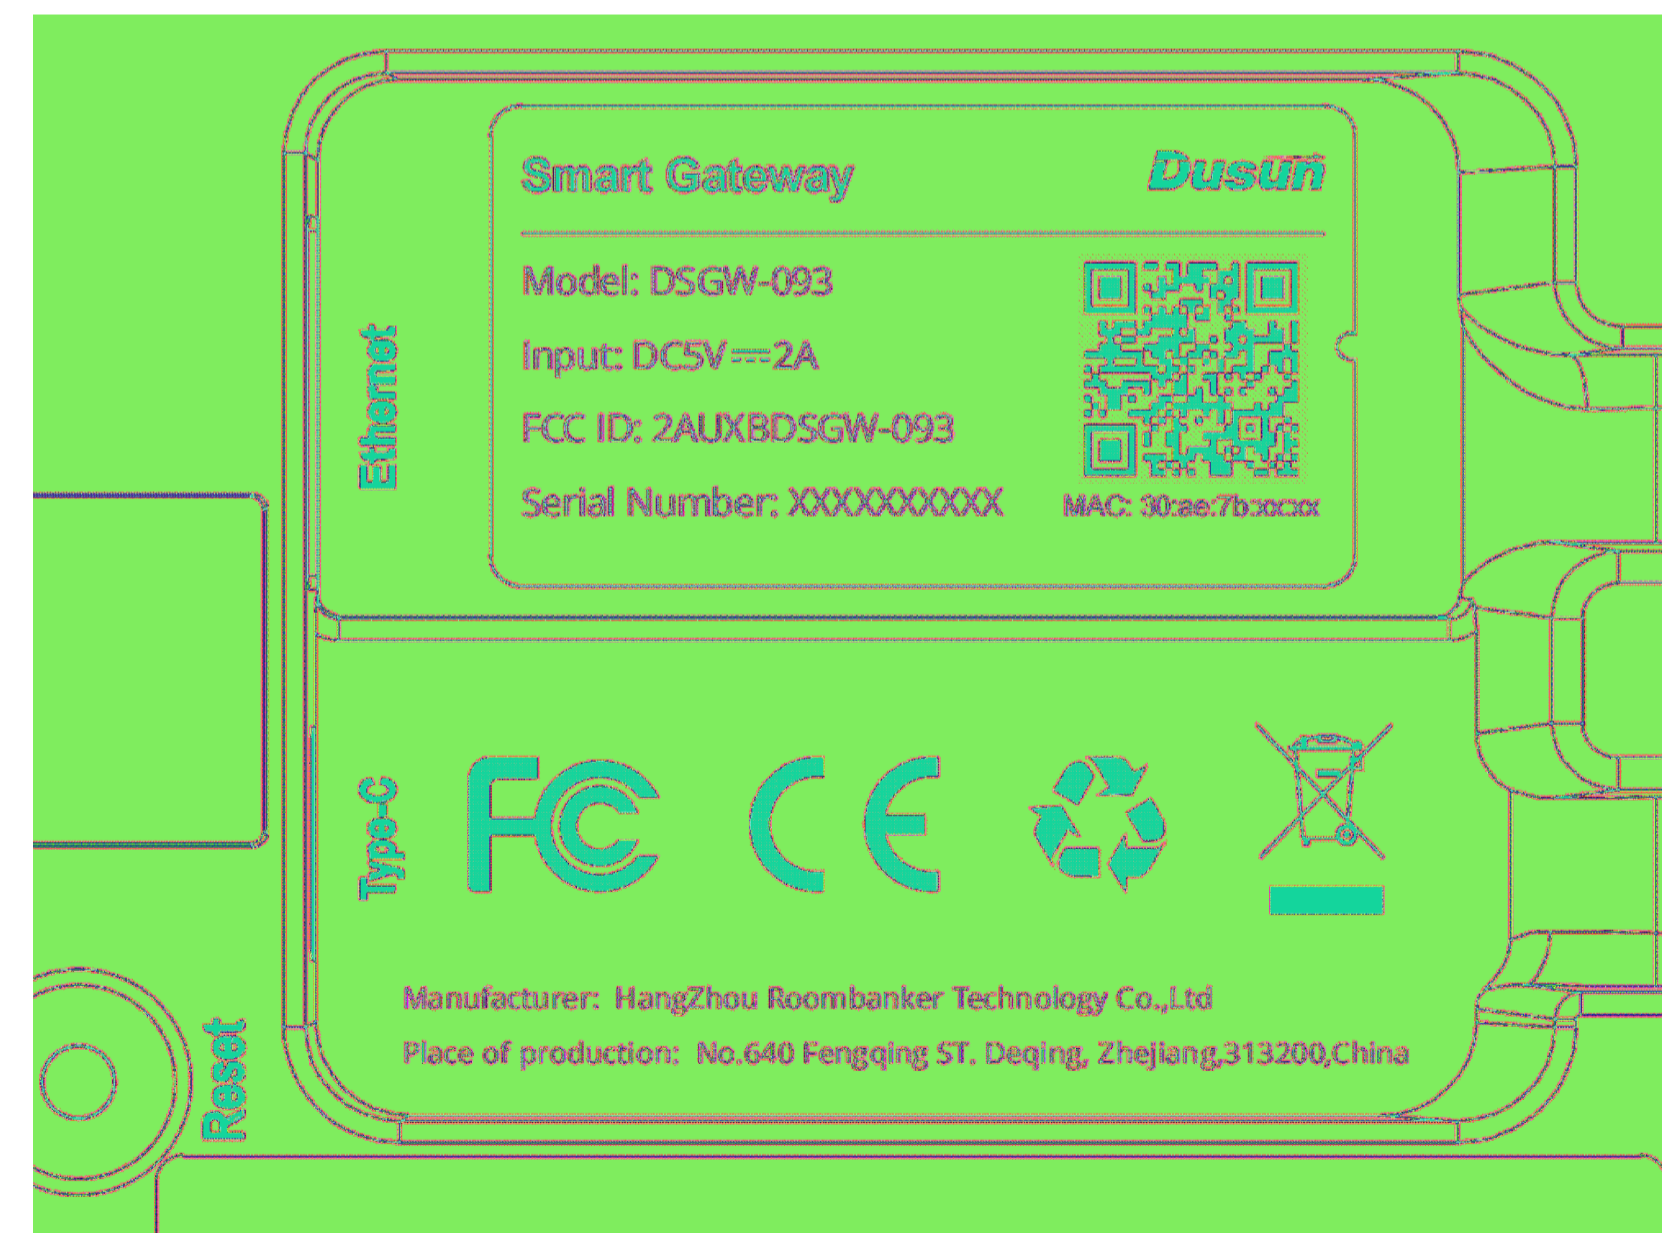 Smart Gateway
Dusun
Model: DSGW-093
Input: DC5V⎓2A
FCC ID: 2AUXBDSGW-093
Serial Number: XXXXXXXXXX
MAC: 30:ae:7b:xx:xx
Ethernet
Type-C
FC CE
Manufacturer: HangZhou Roombanker Technology Co.,Ltd
Place of production: No.640 Fengqing ST. Deqing, Zhejiang,313200,China
Reset